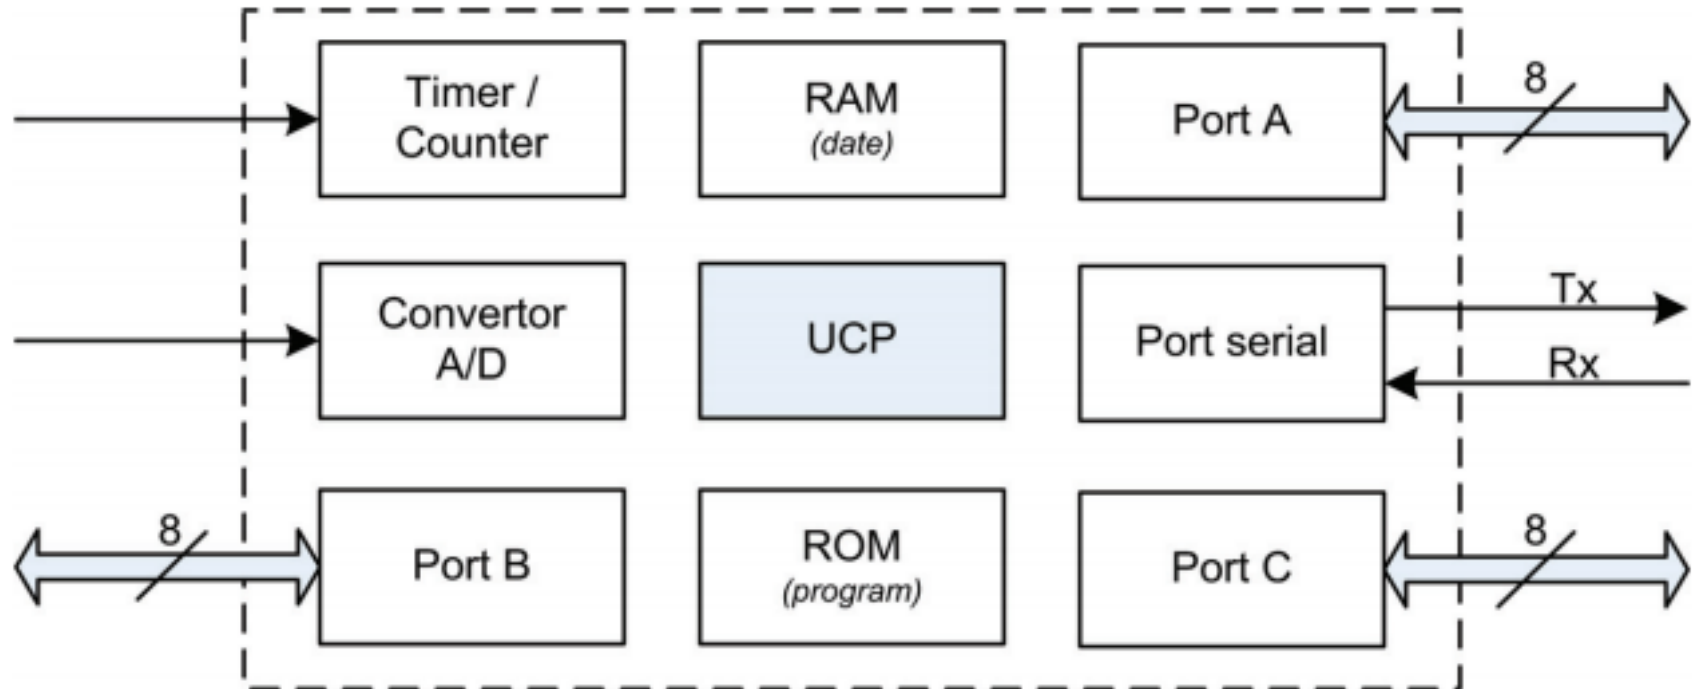 Timer /
Counter
RAM
(date)
Port A
8
Convertor
A/D
UCP
Port serial
Tx
Rx
8
Port B
ROM
(program)
Port C
8